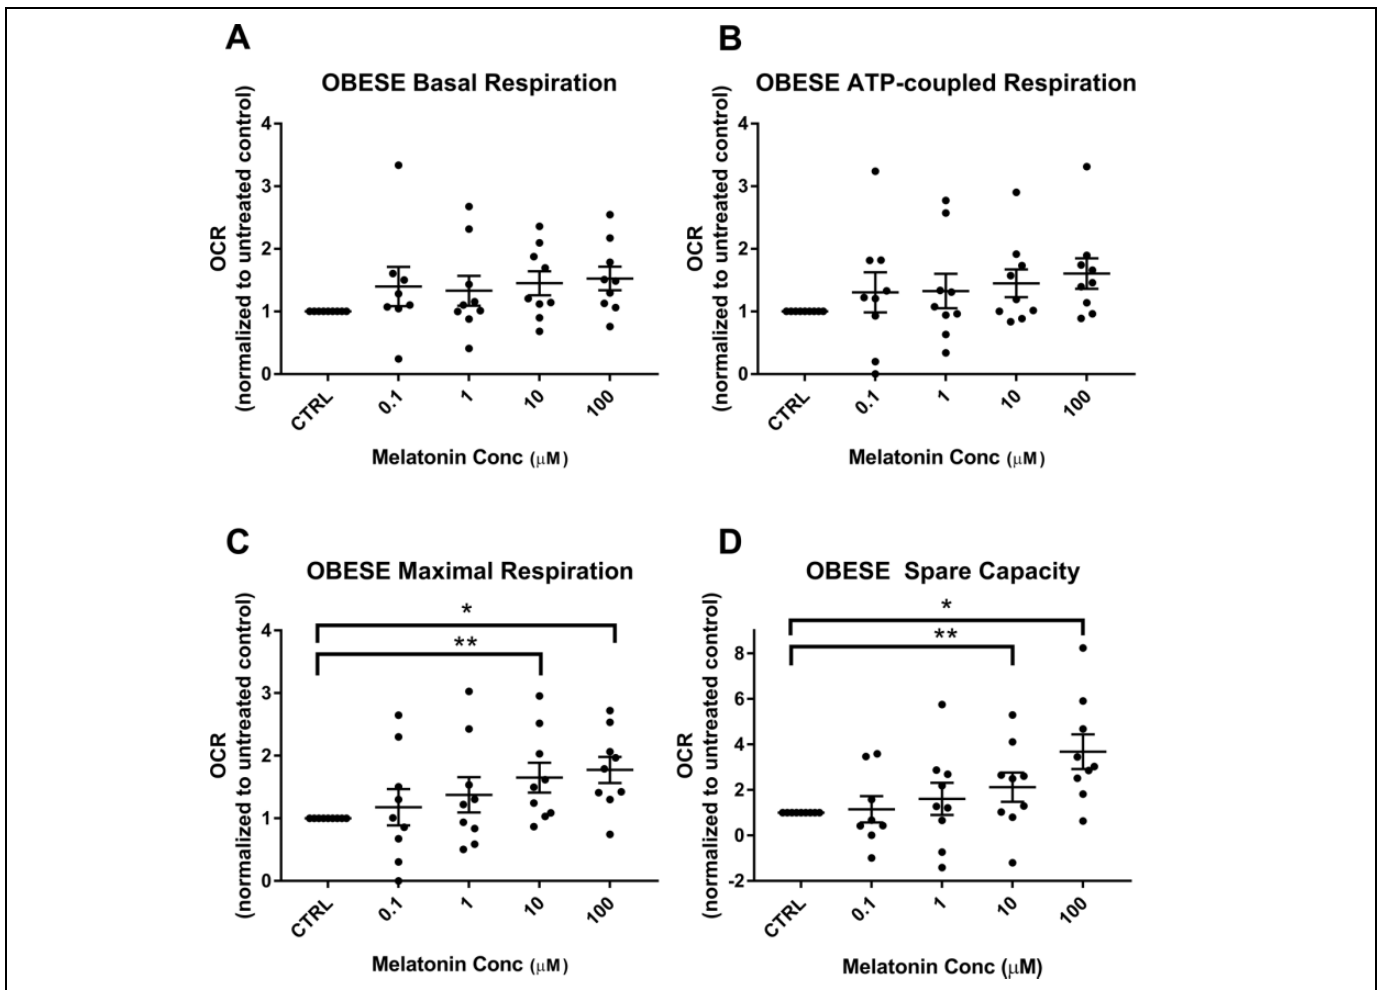 A
OBESE Basal Respiration
OCR
(normalized to untreated control)
4
3
2
1
0
CTRL
0.1
1
10
100
Melatonin Conc (μM)
B
OBESE ATP-coupled Respiration
OCR
(normalized to untreated control)
4
3
2
1
0
CTRL
0.1
1
10
100
Melatonin Conc (μM)
C
OBESE Maximal Respiration
OCR
(normalized to untreated control)
*
**
4
3
2
1
0
CTRL
0.1
1
10
100
Melatonin Conc (μM)
D
OBESE  Spare Capacity
OCR
(normalized to untreated control)
*
**
8
6
4
2
0
-2
CTRL
0.1
1
10
100
Melatonin Conc (μM)